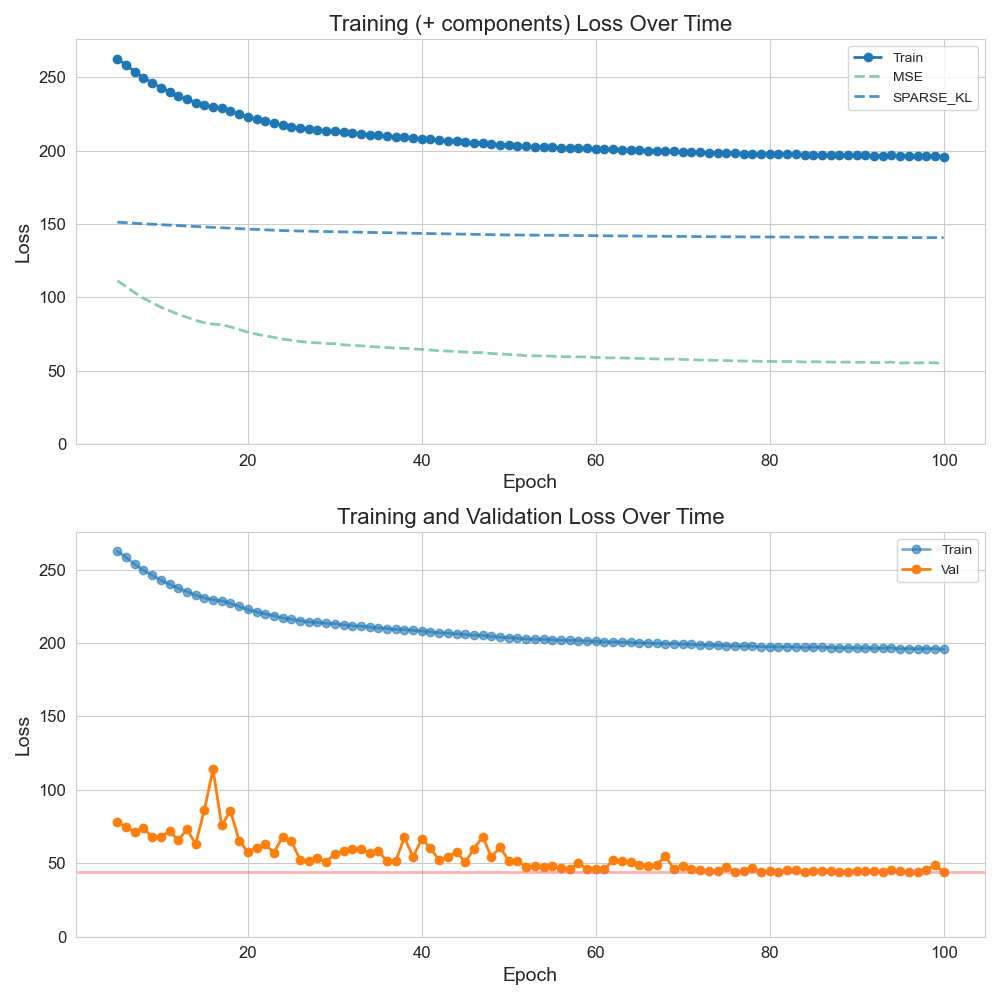 Training (+ components) Loss Over Time
Train
MSE
SPARSE_KL
250
200
150
100
50
0
Loss
20 40 60 80 100
Epoch
Training and Validation Loss Over Time
Train
Val
250
200
150
100
50
0
Loss
20 40 60 80 100
Epoch